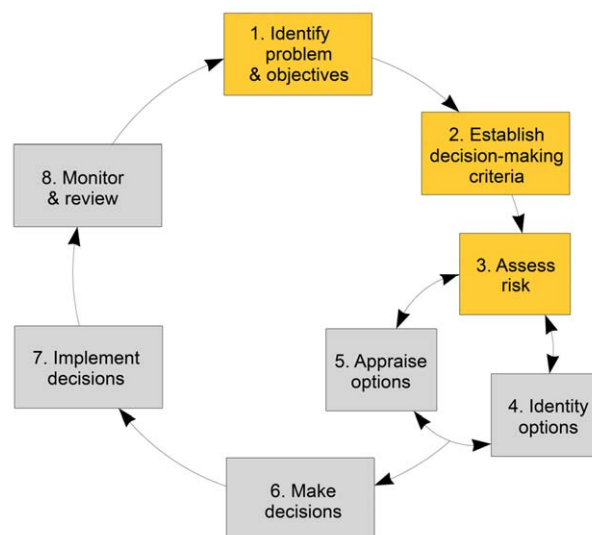 1. Identify
problem
& objectives
2. Establish
decision-making
criteria
3. Assess
risk
4. Identity
options
5. Appraise
options
6. Make
decisions
7. Implement
decisions
8. Monitor
& review